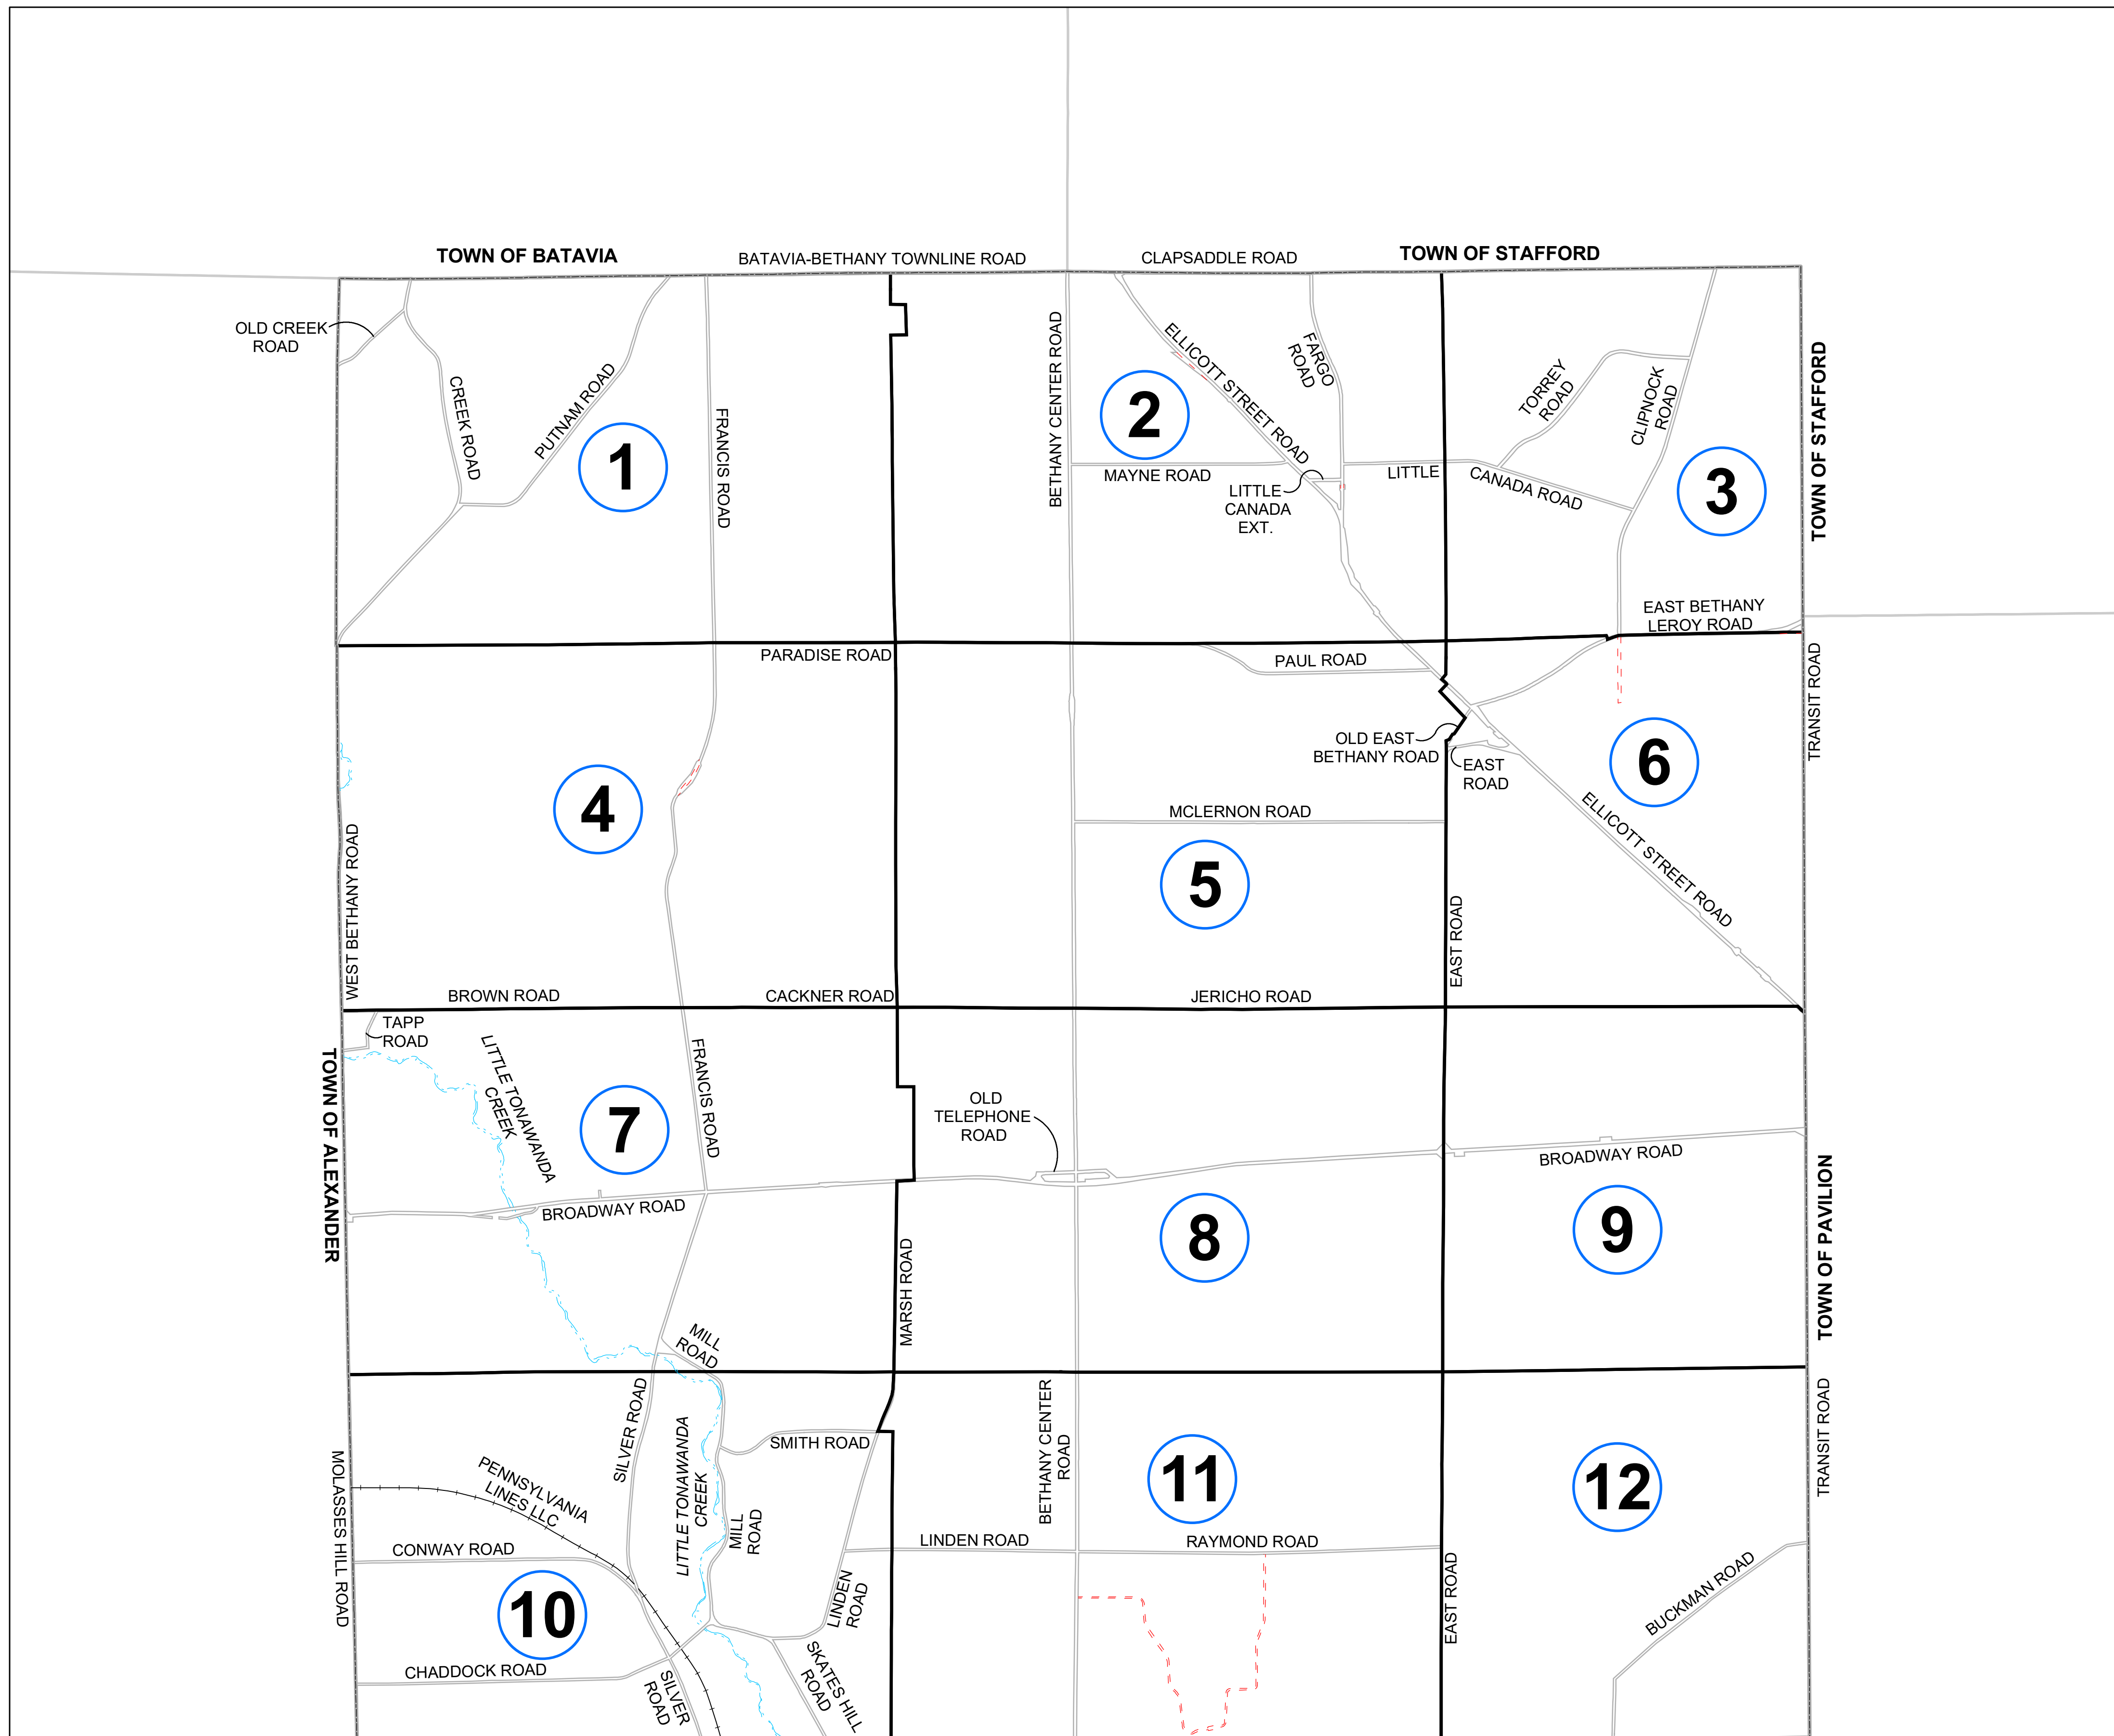 TOWN OF BATAVIA
BATAVIA-BETHANY TOWNLINE ROAD
CLAPSADDLE ROAD
TOWN OF STAFFORD
OLD CREEK
ROAD
CREEK ROAD
PUTNAM ROAD
1
FRANCIS ROAD
BETHANY CENTER ROAD
2
ELLICOTT STREET ROAD
FARGO
ROAD
MAYNE ROAD
LITTLE
CANADA
EXT.
LITTLE
CANADA ROAD
TORREY
ROAD
CLIPNOCK
ROAD
3
TOWN OF STAFFORD
EAST BETHANY
LEROY ROAD
PARADISE ROAD
PAUL ROAD
TRANSIT ROAD
OLD EAST
BETHANY ROAD
EAST
ROAD
6
4
MCLERNON ROAD
5
ELLICOTT STREET ROAD
WEST BETHANY ROAD
EAST ROAD
BROWN ROAD
CACKNER ROAD
JERICHO ROAD
TAPP
ROAD
LITTLE TONAWANDA
CREEK
FRANCIS ROAD
TOWN OF ALEXANDER
7
OLD
TELEPHONE
ROAD
BROADWAY ROAD
BROADWAY ROAD
8
9
TOWN OF PAVILION
MARSH ROAD
MILL
ROAD
SILVER ROAD
LITTLE TONAWANDA
CREEK
SMITH ROAD
BETHANY CENTER
ROAD
11
12
TRANSIT ROAD
MOLASSES HILL ROAD
PENNSYLVANIA
LINES LLC
MILL
ROAD
CONWAY ROAD
LINDEN ROAD
RAYMOND ROAD
10
LINDEN
ROAD
EAST ROAD
BUCKMAN ROAD
CHADDOCK ROAD
SILVER
ROAD
SKATES HILL
ROAD